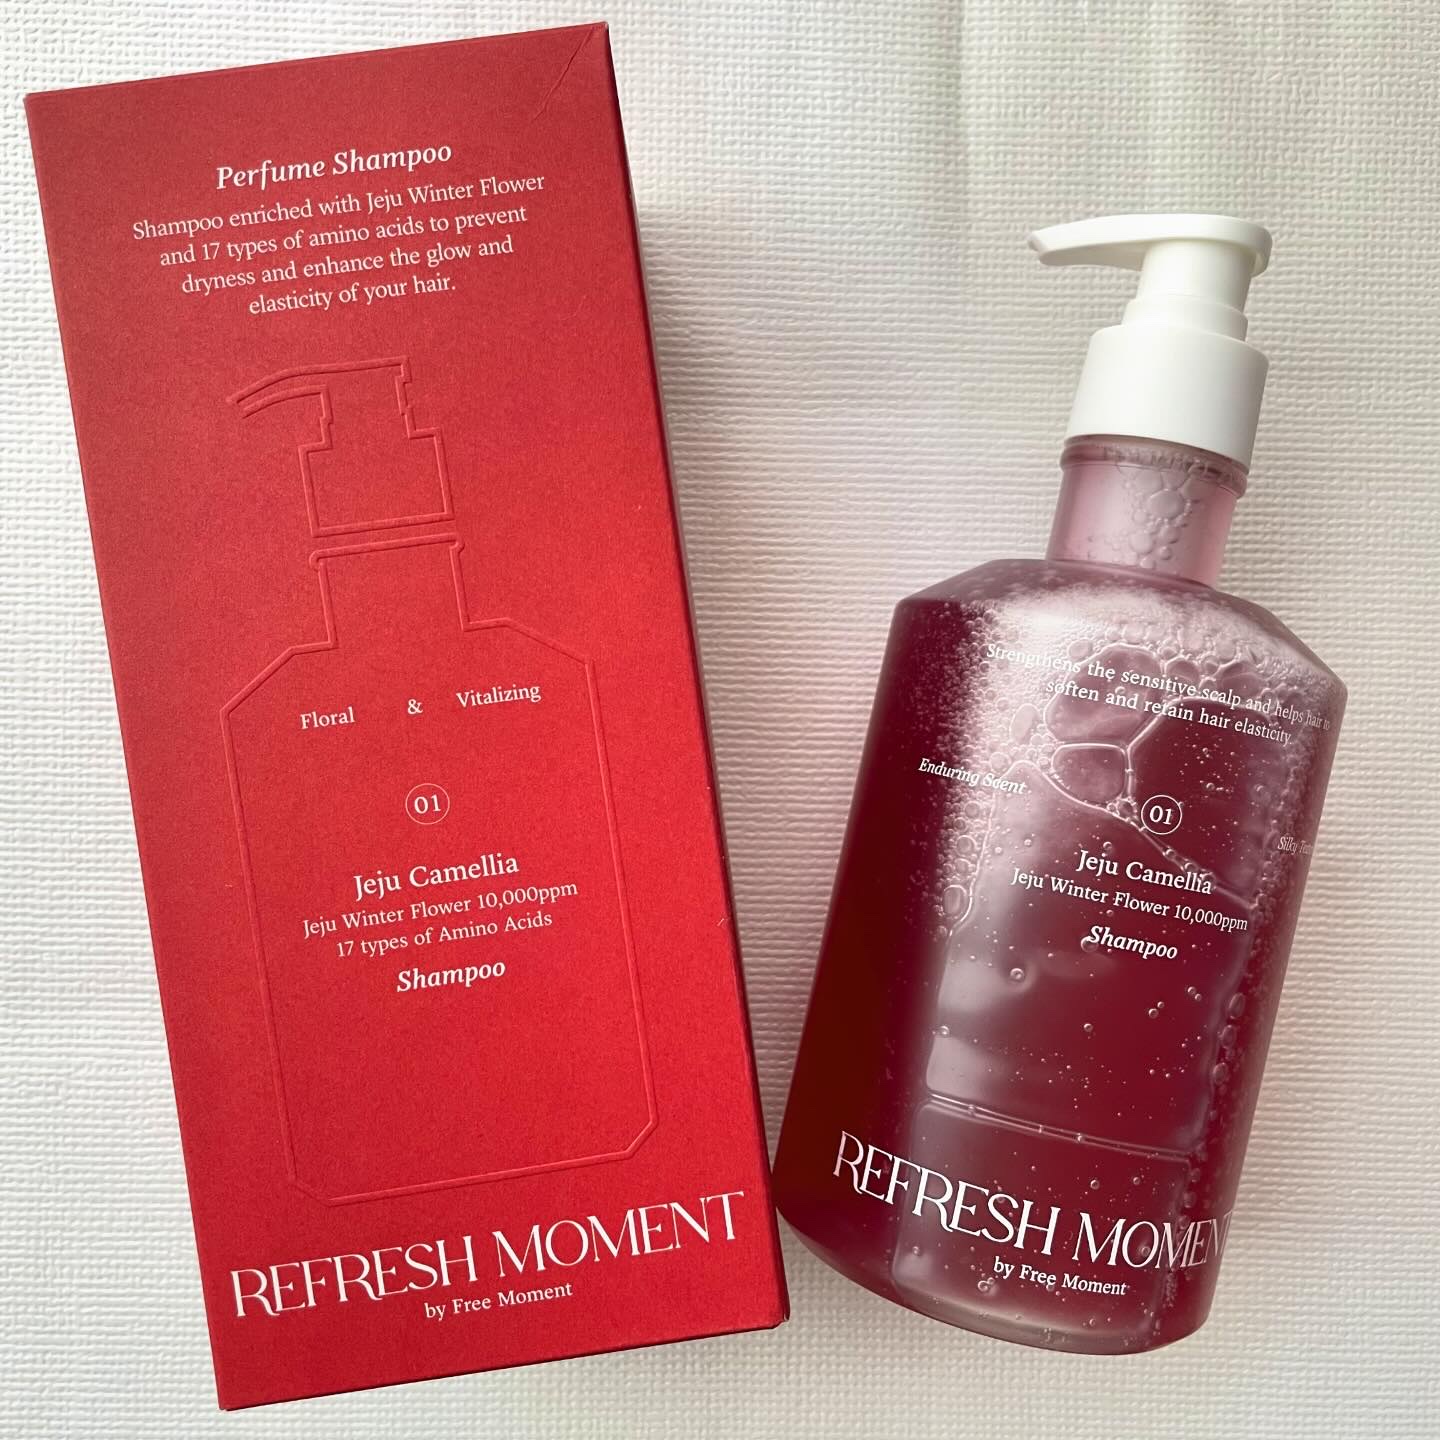 Perfume Shampoo
Shampoo enriched with Jeju Winter Flower
and 17 types of amino acids to prevent
dryness and enhance the glow and
elasticity of your hair.
Floral & Vitalizing
01
Jeju Camellia
Jeju Winter Flower 10,000ppm
17 types of Amino Acids
Shampoo
REFRESH MOMENT
by Free Moment
Strengthens the sensitive scalp and helps hair to
soften and retain hair elasticity.
Enduring Scent
Silky
01
Jeju Camellia
Jeju Winter Flower 10,000ppm
Shampoo
REFRESH MOMENT
by Free Moment